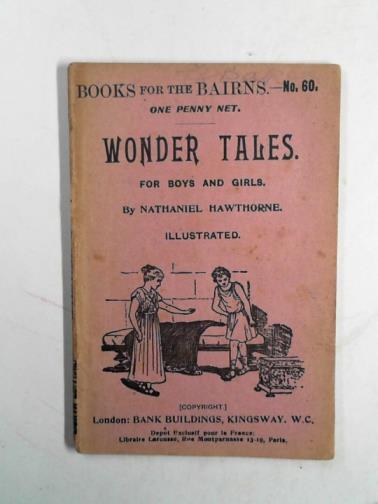 BOOKS FOR THE BAIRNS.—No. 60.
ONE PENNY NET.
WONDER TALES.
FOR BOYS AND GIRLS.
By NATHANIEL HAWTHORNE.
ILLUSTRATED.
[COPYRIGHT.]
London: BANK BUILDINGS, KINGSWAY, W.C.
Depot Exclusif pour la France:
Librairie Larousse, Rue Montparnasse 13-19, Paris.